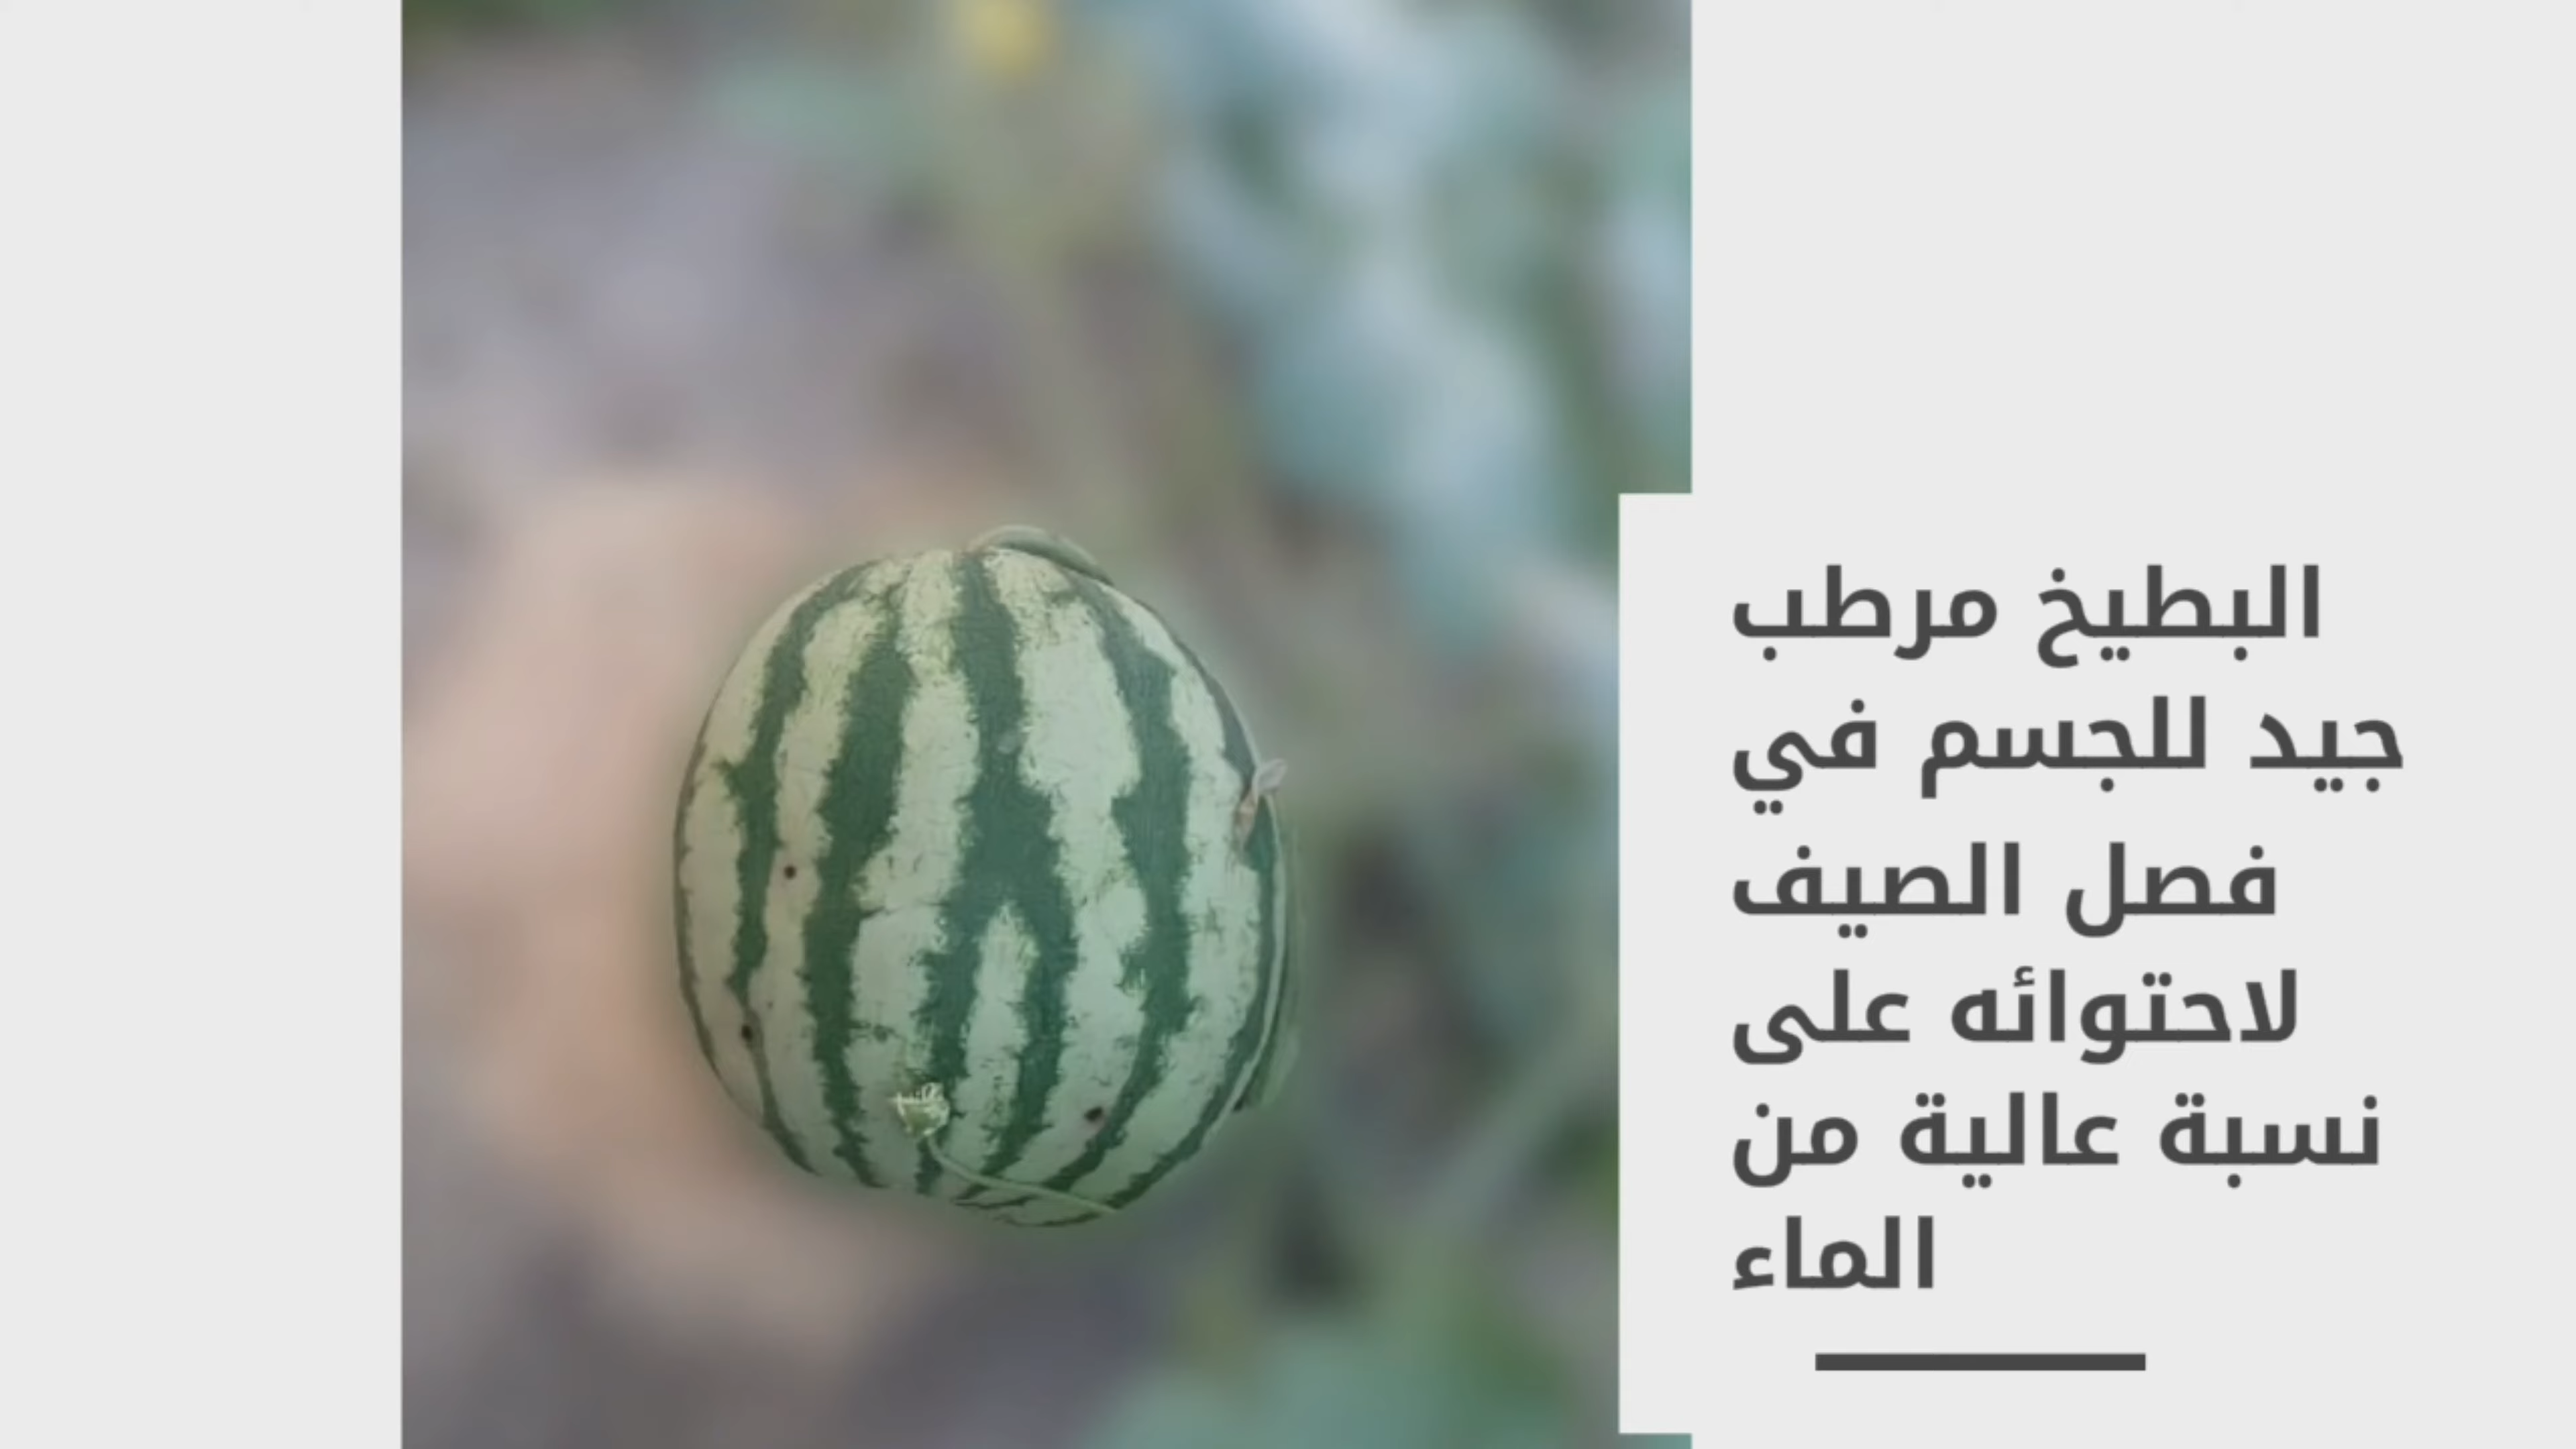 البطيخ مرطب
جيد للجسم في
فصل الصيف
لاحتوائه على
نسبة عالية من
الماء